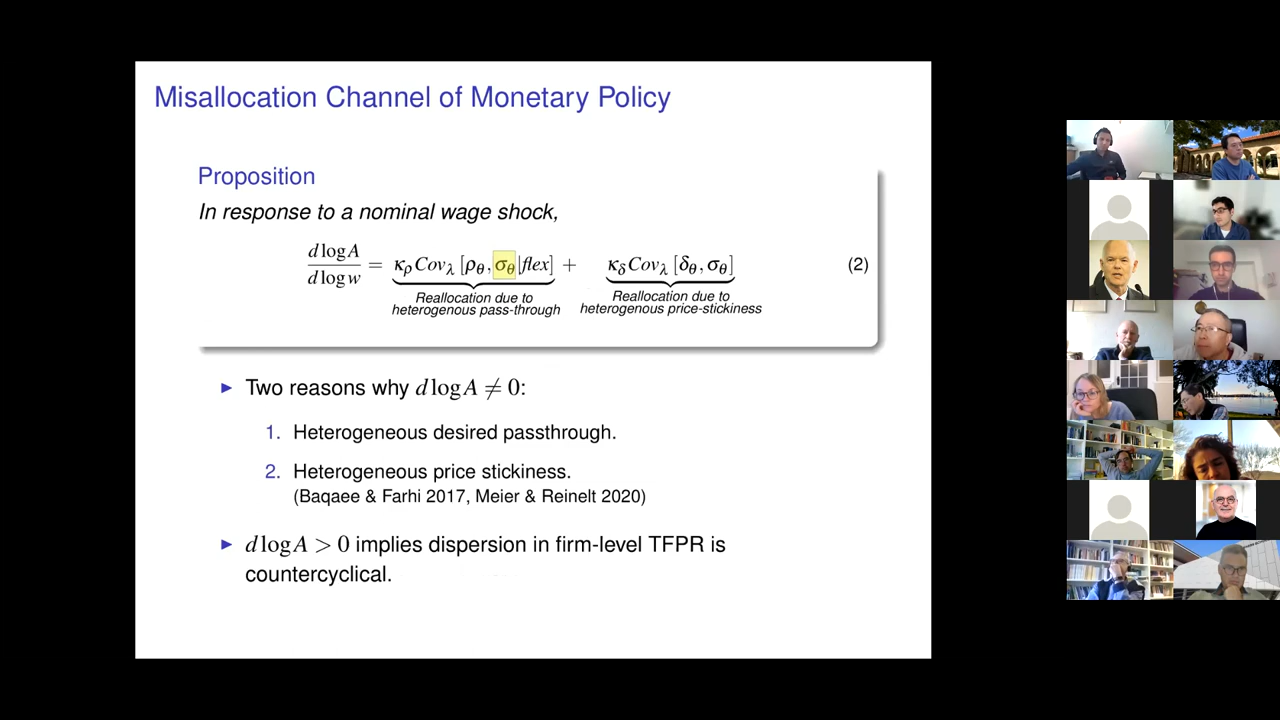 Misallocation Channel of Monetary Policy
Proposition
In response to a nominal wage shock,
d log A / d log w = κ_ρ Cov_λ [ρ_θ, σ_θ|flex] + κ_δ Cov_λ [δ_θ, σ_θ] (2)
Reallocation due to heterogenous pass-through
Reallocation due to heterogenous price-stickiness
▶ Two reasons why d log A ≠ 0:
1. Heterogeneous desired passthrough.
2. Heterogeneous price stickiness.
(Baqaee & Farhi 2017, Meier & Reinelt 2020)
▶ d log A > 0 implies dispersion in firm-level TFPR is
countercyclical.